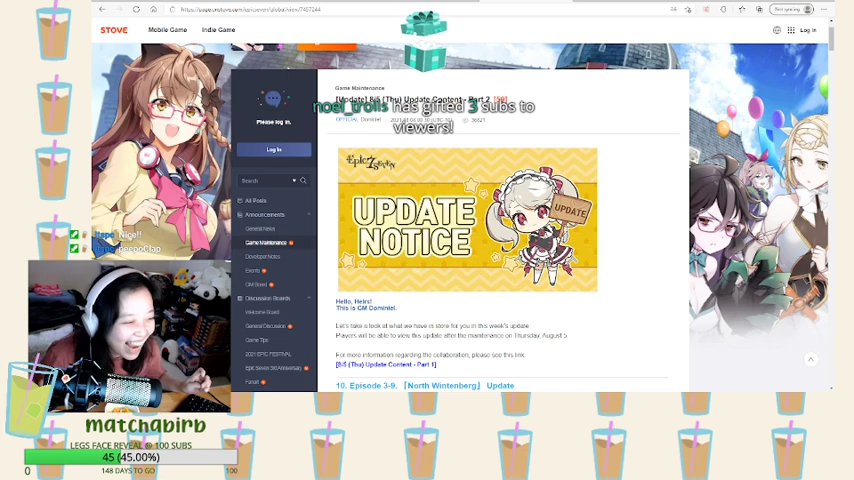 STOVE
Mobile Game
Indie Game
Log In
Game Maintenance
[Update] 8/5 (Thu) Update Content - Part 2 [59]
noel_trolls has gifted 3 subs to
viewers!
OFFICIAL
Please log in.
Log In
Search
All Posts
Announcements
General News
Game Maintenance
Developer Notes
Events
GM Board
Discussion Boards
Welcome Board
General Discussion
Game Tips
2021 EPIC FESTIVAL
Epic Seven 3rd Anniversary
Fanart
Epic Seven
UPDATE
NOTICE
UPDATE
Hello, Heirs!
This is GM Dominiel.
Let's take a look at what we have in store for you in this week's update.
Players will be able to view this update after the maintenance on Thursday, August 5
For more information regarding the collaboration, please see this link.
[8/5 (Thu) Update Content - Part 1]
10. Episode 3-9. 「North Wintenberg」 Update
Nice!!
peepoClap
matchabirb
LEGS FACE REVEAL @ 100 SUBS
45 (45.00%)
0
148 DAYS TO GO
100